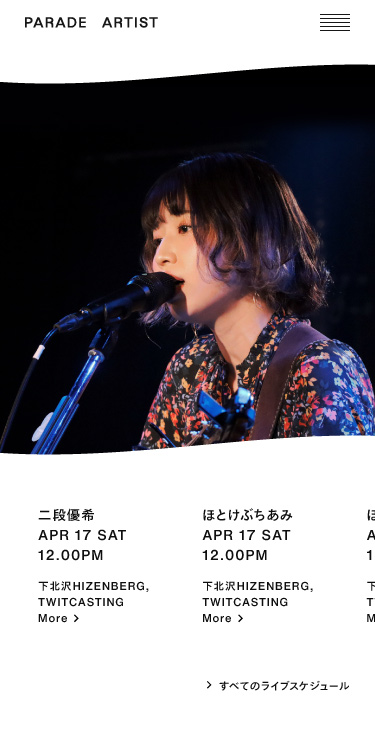 PARADE ARTIST
二段優希
APR 17 SAT
12.00PM
下北沢HIZENBERG,
TWITCASTING
More
ほとけぶちあみ
APR 17 SAT
12.00PM
下北沢HIZENBERG,
TWITCASTING
More
すべてのライブスケジュール